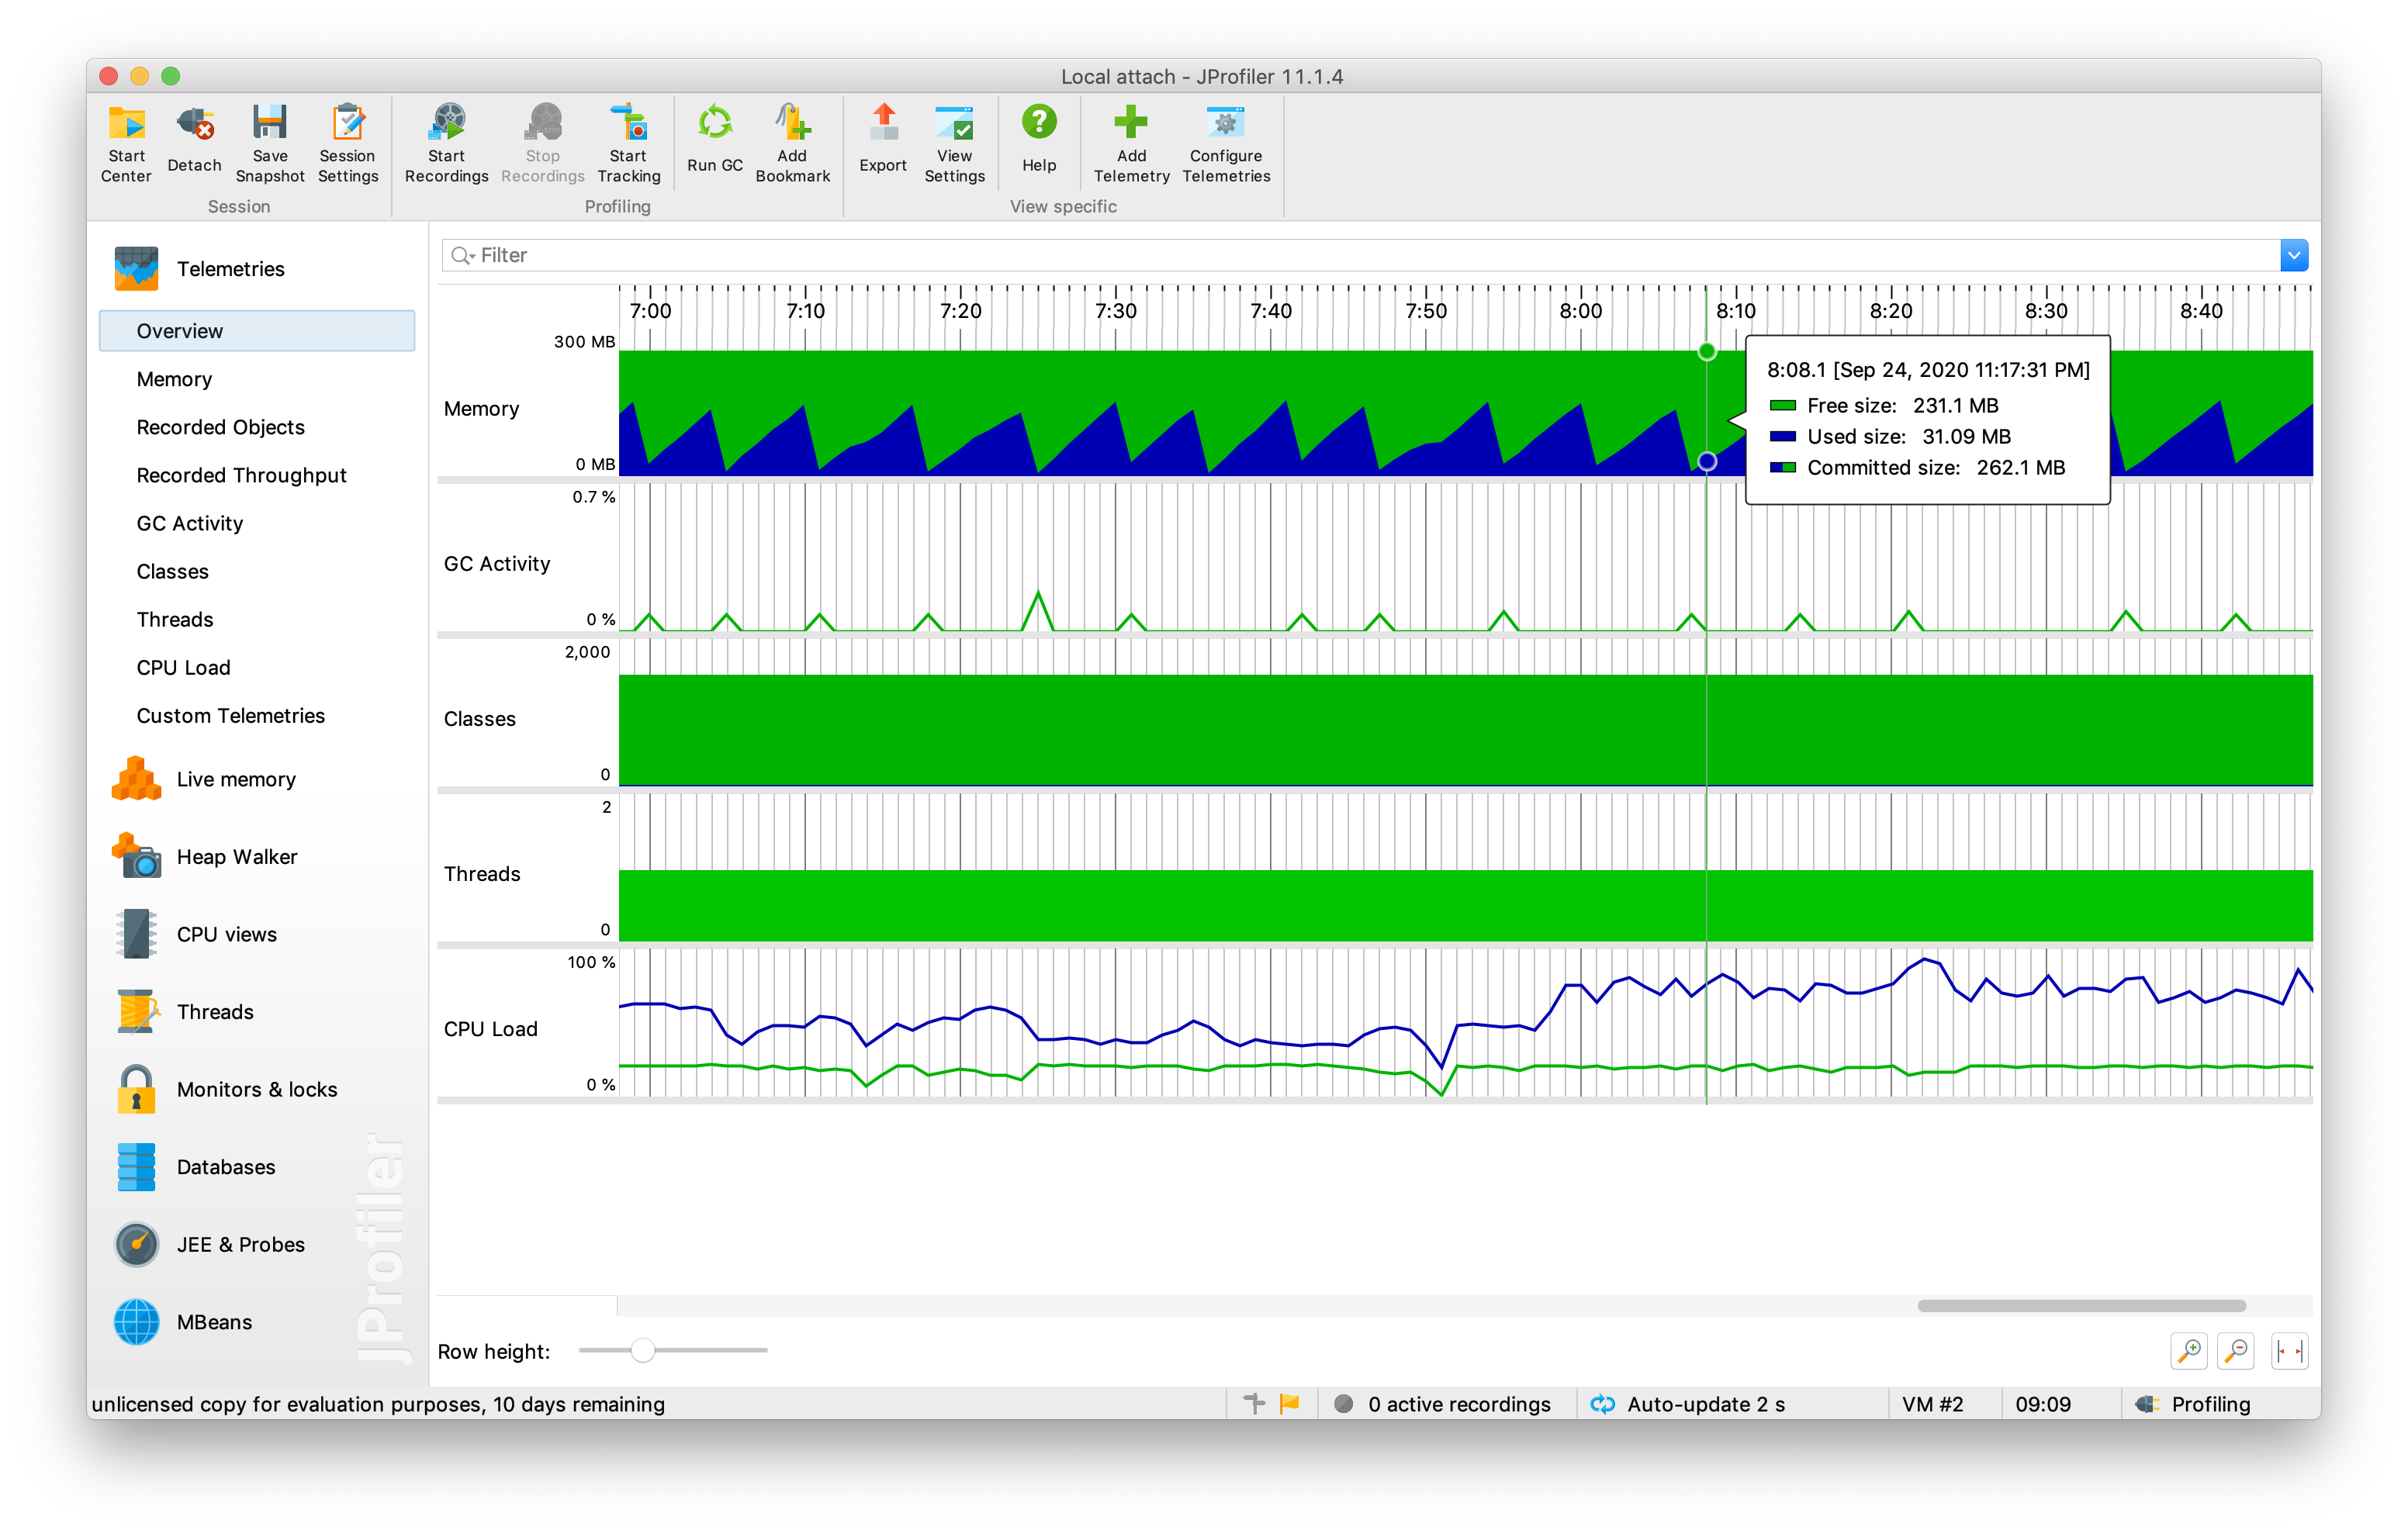 Local attach - JProfiler 11.1.4
Start Center
Detach
Save Snapshot
Session Settings
Start Recordings
Stop Recordings
Start Tracking
Run GC
Add Bookmark
Export
View Settings
Help
Add Telemetry
Configure Telemetries
Session
Profiling
View specific
Telemetries
Overview
Memory
Recorded Objects
Recorded Throughput
GC Activity
Classes
Threads
CPU Load
Custom Telemetries
Live memory
Heap Walker
CPU views
Threads
Monitors & locks
Databases
JEE & Probes
MBeans
JProfiler
Filter
7:00 7:10 7:20 7:30 7:40 7:50 8:00 8:10 8:20 8:30 8:40
300 MB
Memory
0 MB
8:08.1 [Sep 24, 2020 11:17:31 PM]
Free size: 231.1 MB
Used size: 31.09 MB
Committed size: 262.1 MB
0.7 %
GC Activity
0 %
2,000
Classes
0
2
Threads
0
100 %
CPU Load
0 %
Row height:
unlicensed copy for evaluation purposes, 10 days remaining
0 active recordings
Auto-update 2 s
VM #2
09:09
Profiling
STOP